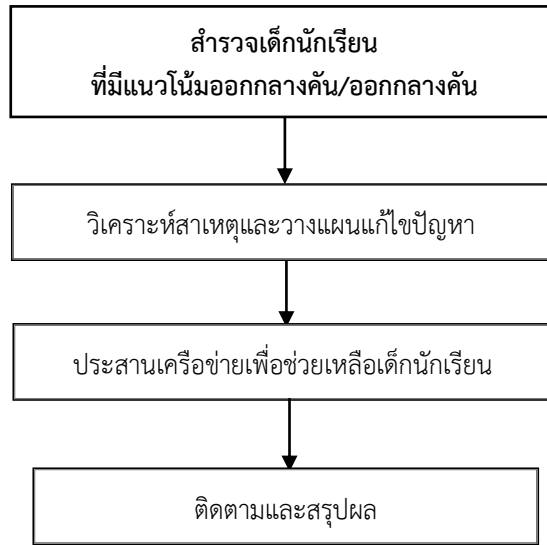 สำรวจเด็กนักเรียน
ที่มีแนวโน้มออกกลางคัน/ออกกลางคัน
วิเคราะห์สาเหตุและวางแผนแก้ไขปัญหา
ประสานเครือข่ายเพื่อช่วยเหลือเด็กนักเรียน
ติดตามและสรุปผล